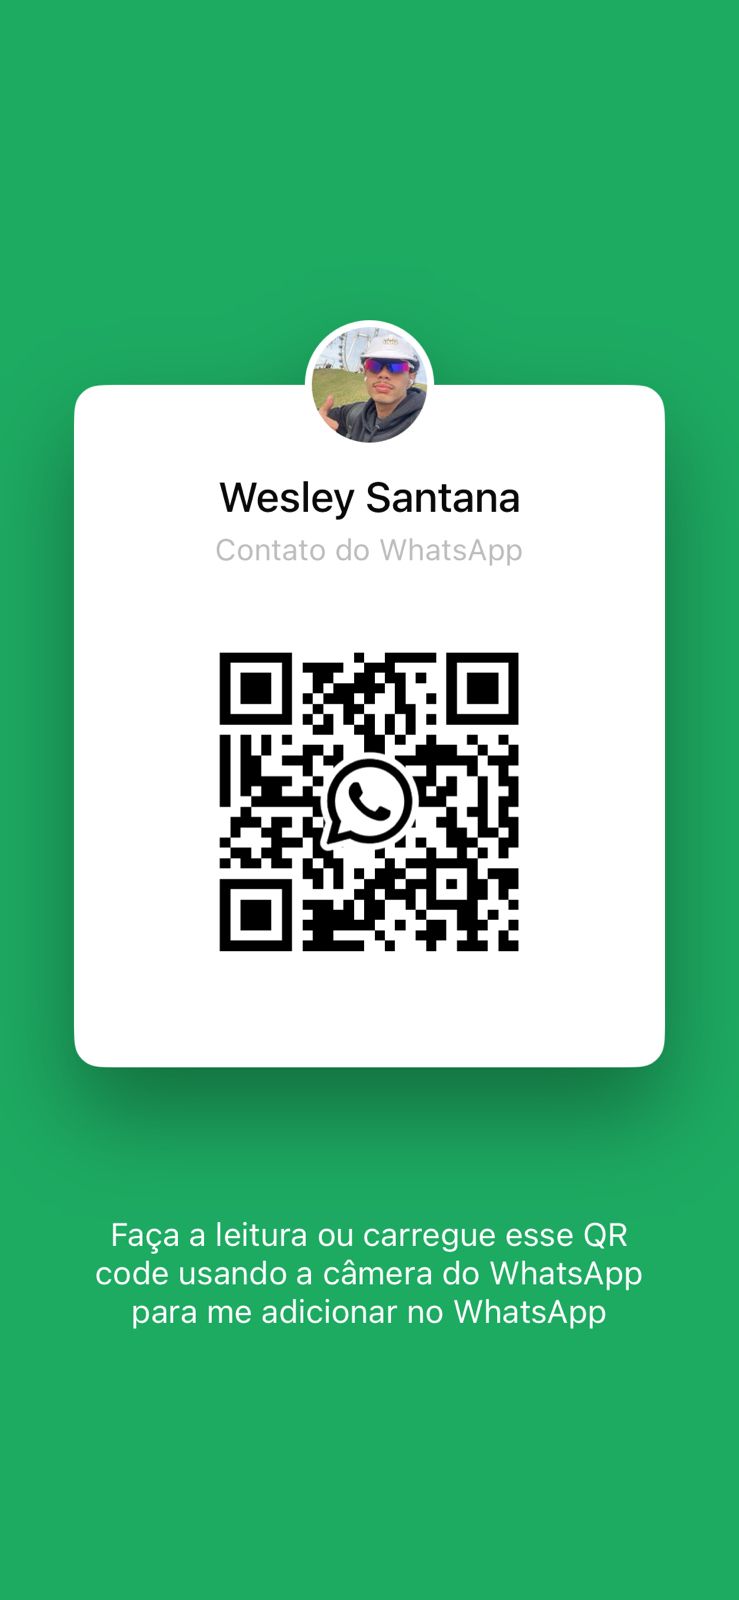 Wesley Santana
Contato do WhatsApp
Faça a leitura ou carregue esse QR
code usando a câmera do WhatsApp
para me adicionar no WhatsApp